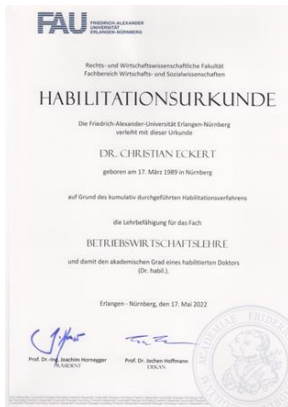 FAU FRIEDRICH-ALEXANDER
UNIVERSITÄT
ERLANGEN-NÜRNBERG
Rechts- und Wirtschaftswissenschaftliche Fakultät
Fachbereich Wirtschafts- und Sozialwissenschaften
HABILITATIONSURKUNDE
Die Friedrich-Alexander-Universität Erlangen-Nürnberg
verleiht mit dieser Urkunde
DR. CHRISTIAN ECKERT
geboren am 17. März 1989 in Nürnberg
auf Grund des kumulativ durchgeführten Habilitationsverfahrens
die Lehrbefähigung für das Fach
BETRIEBSWIRTSCHAFTSLEHRE
und damit den akademischen Grad eines habilitierten Doktors
(Dr. habil.).
Erlangen - Nürnberg, den 17. Mai 2022
Prof. Dr.-Ing. Joachim Hornegger Prof. Dr. Jochen Hoffmann
PRÄSIDENT DEKAN